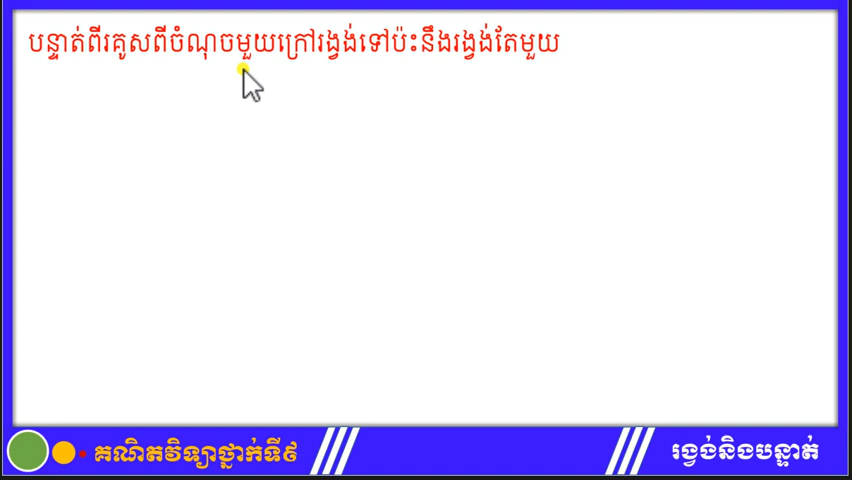 បន្ទាត់ពីរគូសពីចំណុចមួយក្រៅរង្វង់ទៅប៉ះនឹងរង្វង់តែមួយ
គណិតវិទ្យាថ្នាក់ទី៩
រង្វង់និងបន្ទាត់